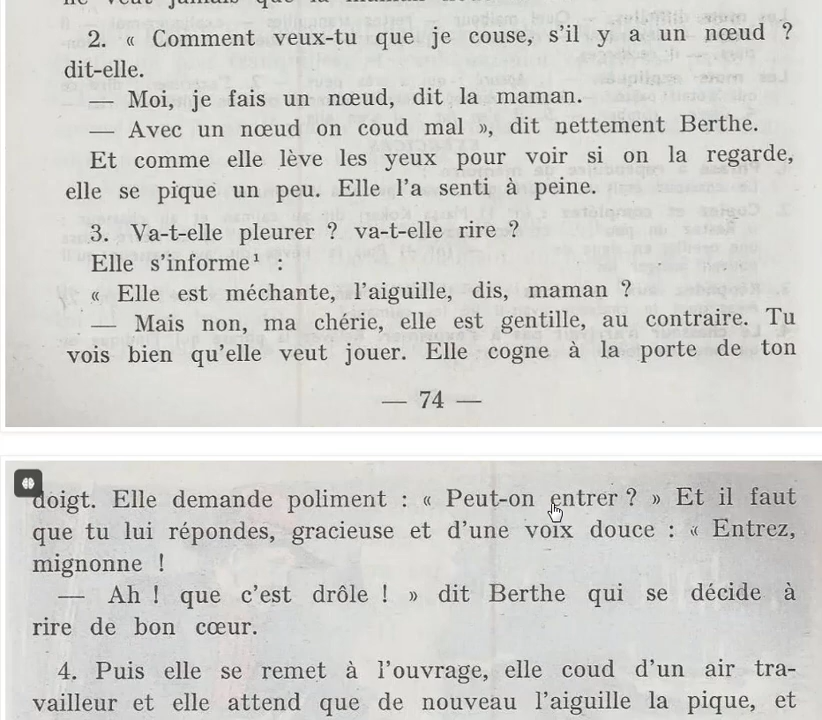 2. « Comment veux-tu que je couse, s'il y a un nœud ?
dit-elle.
— Moi, je fais un nœud, dit la maman.
— Avec un nœud on coud mal », dit nettement Berthe.
Et comme elle lève les yeux pour voir si on la regarde,
elle se pique un peu. Elle l'a senti à peine.
3. Va-t-elle pleurer ? va-t-elle rire ?
Elle s'informe¹ :
« Elle est méchante, l'aiguille, dis, maman ?
— Mais non, ma chérie, elle est gentille, au contraire. Tu
vois bien qu'elle veut jouer. Elle cogne à la porte de ton
— 74 —
doigt. Elle demande poliment : « Peut-on entrer ? » Et il faut
que tu lui répondes, gracieuse et d'une voix douce : « Entrez,
mignonne !
— Ah ! que c'est drôle ! » dit Berthe qui se décide à
rire de bon cœur.
4. Puis elle se remet à l'ouvrage, elle coud d'un air tra-
vailleur et elle attend que de nouveau l'aiguille la pique, et